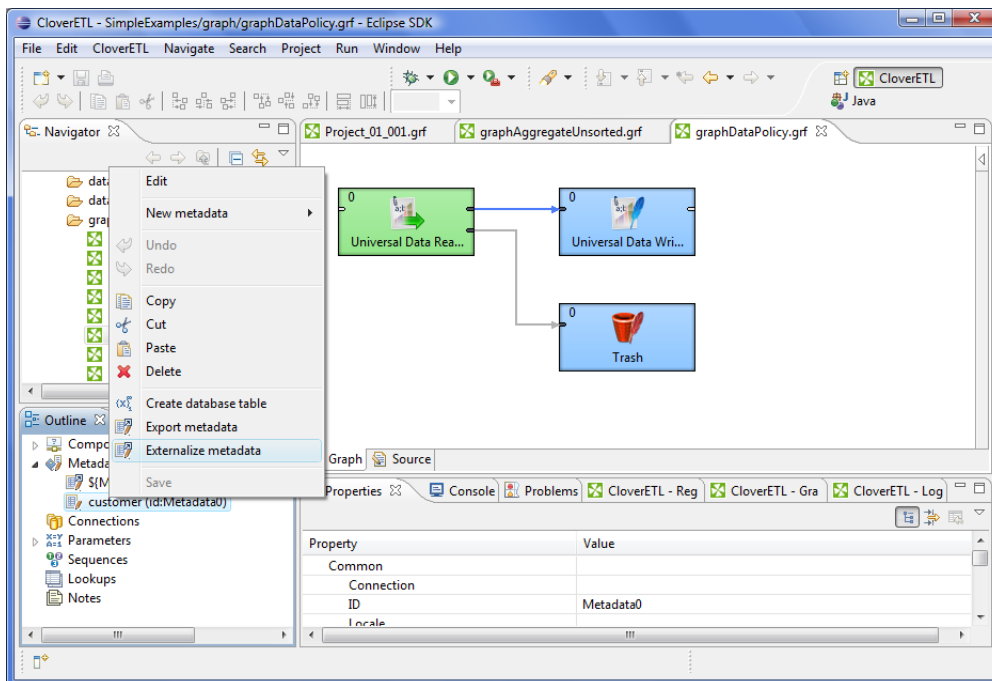 CloverETL - SimpleExamples/graph/graphDataPolicy.grf - Eclipse SDK
File Edit CloverETL Navigate Search Project Run Window Help
CloverETL
Java
Navigator
Project_01_001.grf graphAggregateUnsorted.grf graphDataPolicy.grf
data
data
Edit
New metadata
Undo
Redo
Copy
Cut
Paste
Delete
Create database table
Export metadata
Externalize metadata
Save
0
Universal Data Rea...
0
Universal Data Wri...
0
Trash
Graph Source
Outline
Compo
Metada
${M
customer (id:Metadata0)
Connections
Parameters
Sequences
Lookups
Notes
Properties Console Problems CloverETL - Reg CloverETL - Gra CloverETL - Log
Property Value
Common
Connection
ID Metadata0
Locale